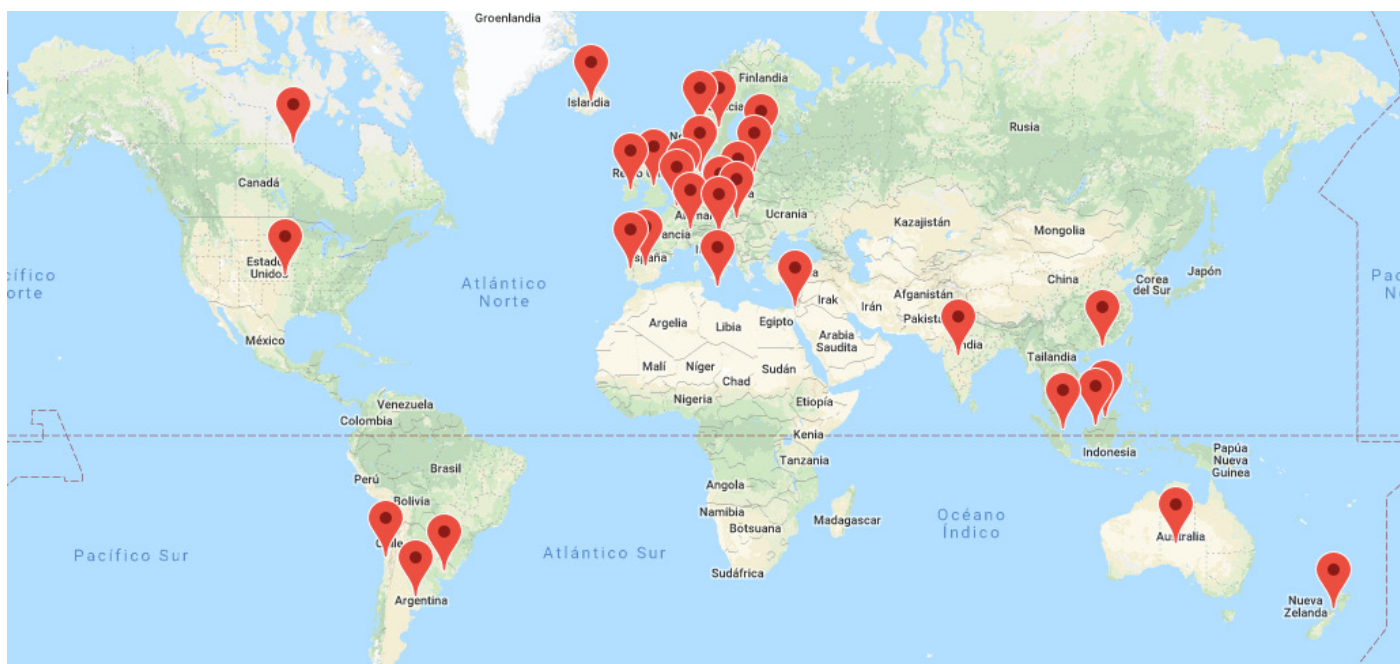 Groenlandia
Islandia
Finlandia
Rusia
Canadá
Ucrania
Kazajistán
Mongolia
Estado
Unidos
Atlántico
Norte
China
Corea
del Sur
Japón
Afganistán
Irak
Irán
Argelia
Libia
Egipto
Arabia
Saudita
México
Malí
Níger
Chad
Sudán
Tailandia
Nigeria
Etiopía
Venezuela
Colombia
Kenia
Indonesia
Papúa
Nueva
Guinea
Perú
Brasil
Tanzania
Bolivia
Angola
Namibia
Botsuana
Madagascar
Océano
Índico
Pacífico Sur
Atlántico Sur
Sudáfrica
Australia
Argentina
Nueva
Zelanda